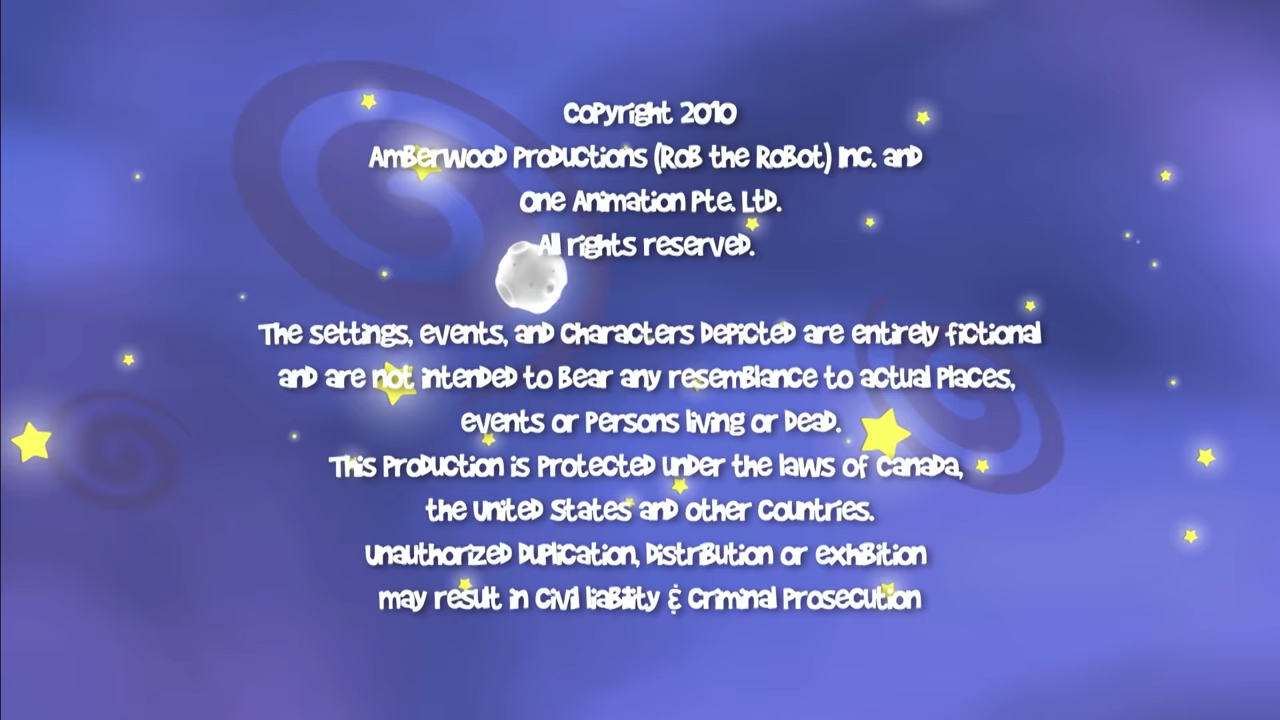 Copyright 2010
Amberwood Productions (Rob the Robot) Inc. and
One Animation Pte. Ltd.
All rights reserved.
The settings, events, and characters depicted are entirely fictional
and are not intended to bear any resemblance to actual places,
events or persons living or dead.
This production is protected under the laws of Canada,
the United States and other countries.
Unauthorized duplication, distribution or exhibition
may result in civil liability & criminal prosecution